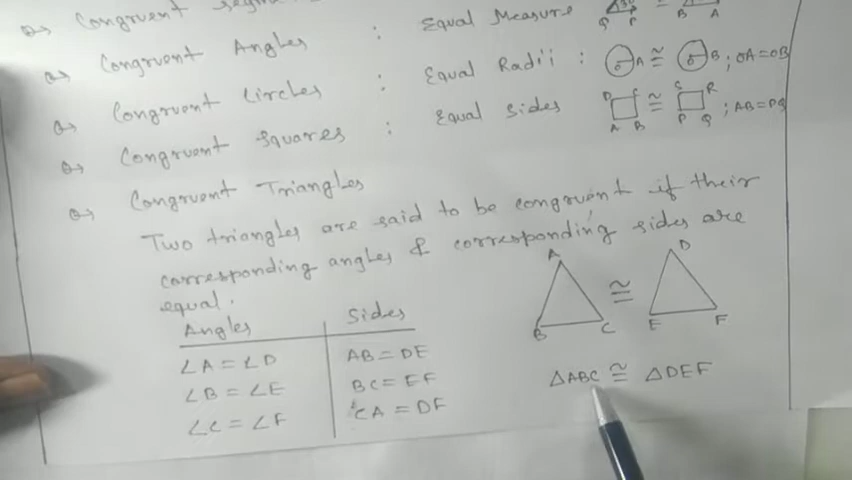 Congruent
Congruent Angles : Equal Measure
Q P ≅ B A
Congruent Circles : Equal Radii : A ≅ B ; OA = OB
Congruent Squares : Equal Sides
D C ≅ S R ; AB = PQ
A B P Q
Congruent Triangles
Two triangles are said to be congruent if their
corresponding angles & corresponding sides are
equal.
Angles Sides
∠A = ∠D AB = DE
∠B = ∠E BC = EF
∠C = ∠F CA = DF
A D
≅
B C E F
△ABC ≅ △DEF